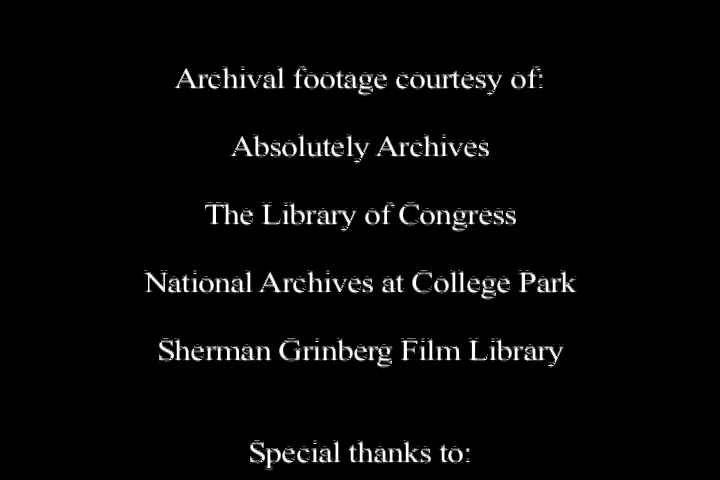 Archival footage courtesy of:
Absolutely Archives
The Library of Congress
National Archives at College Park
Sherman Grinberg Film Library
Special thanks to: